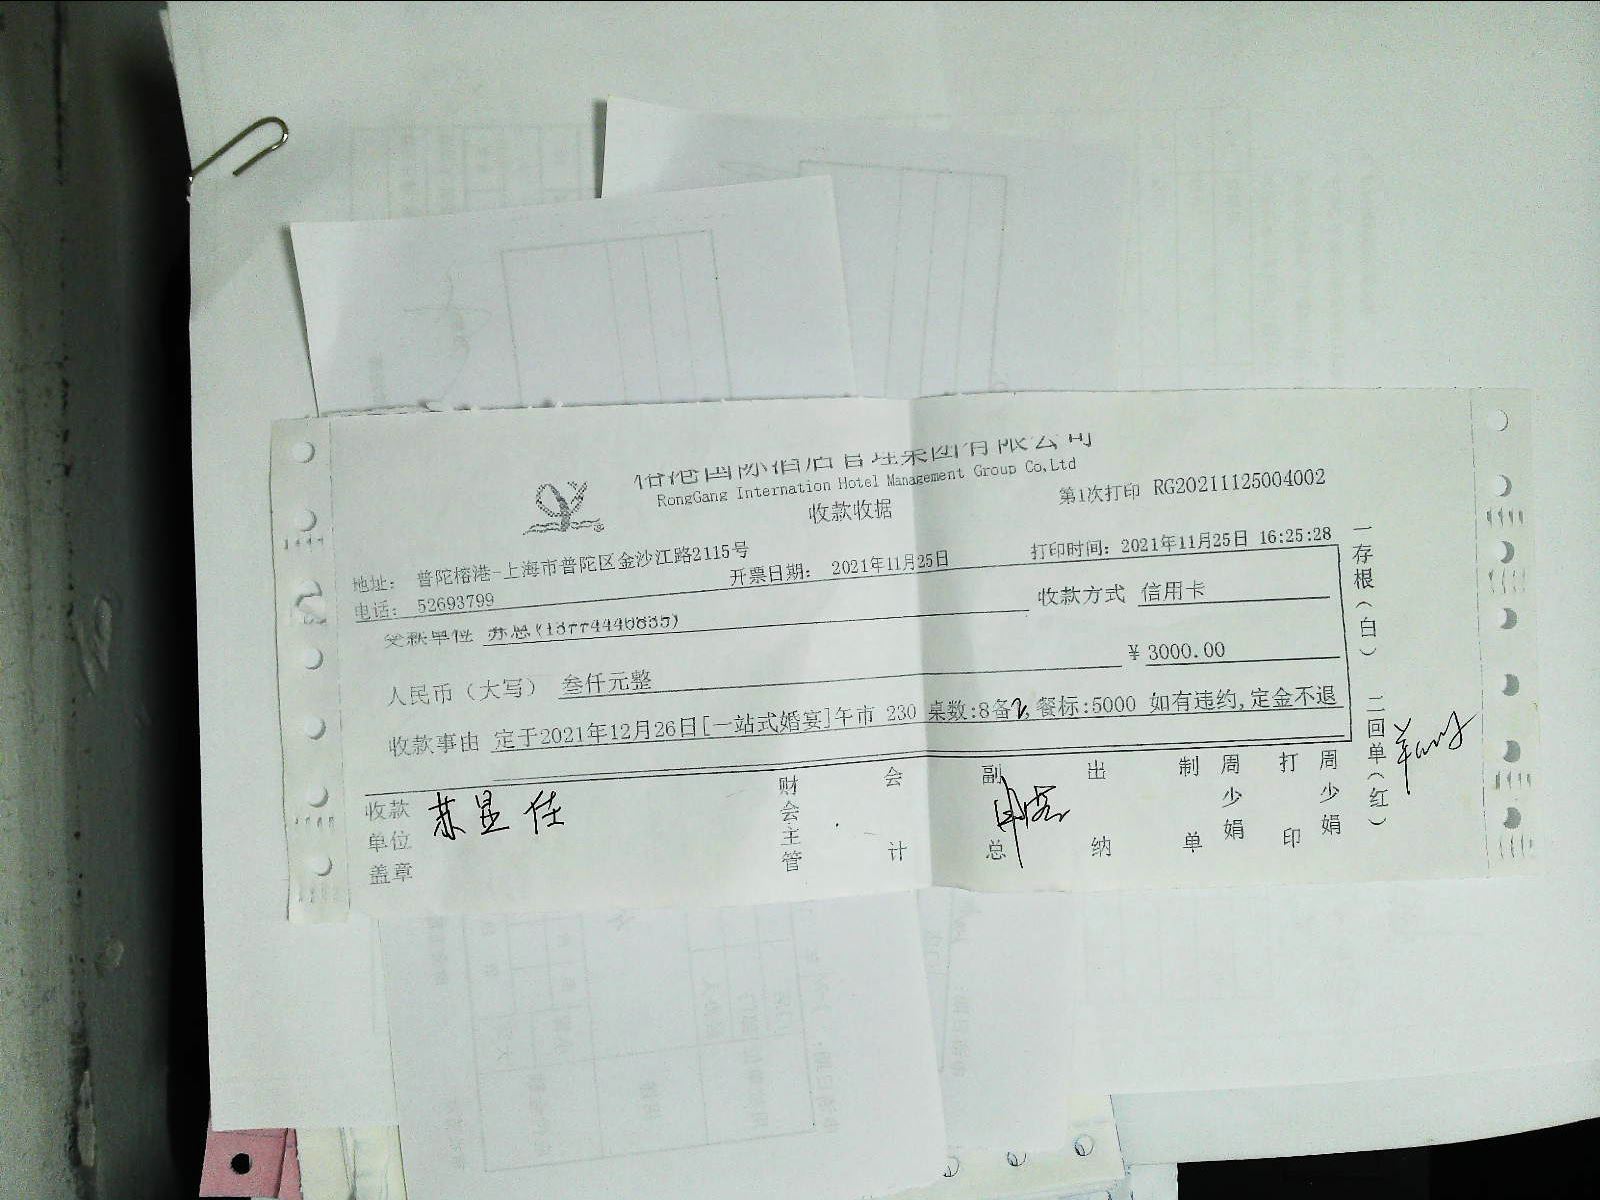 国际酒店管理集团有限公司
RongGang Internation Hotel Management Group Co,Ltd
收款收据
第1次打印 RG20211125004002
地址： 普陀榕港-上海市普陀区金沙江路2115号
电话： 52693799
开票日期： 2021年11月25日
打印时间：2021年11月25日 16:25:28
交款单位 苏思(13774440835)
收款方式 信用卡
人民币（大写） 叁仟元整
￥3000.00
收款事由 定于2021年12月26日[一站式婚宴]午市 230 桌数:8备2,餐标:5000 如有违约,定金不退
一存根（白） 二回单（红）
收款单位盖章
财会主管
会计
副总
出纳
制单 周少娟
打印 周少娟